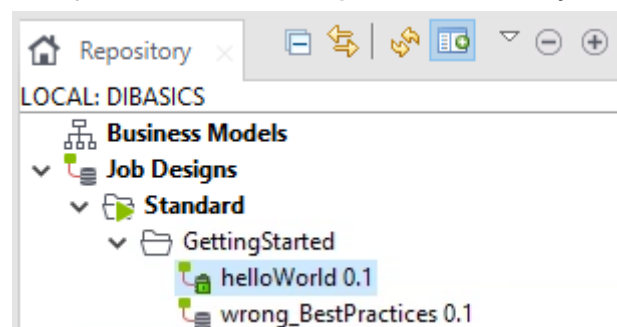 Repository
LOCAL: DIBASICS
Business Models
Job Designs
Standard
GettingStarted
helloWorld 0.1
wrong_BestPractices 0.1